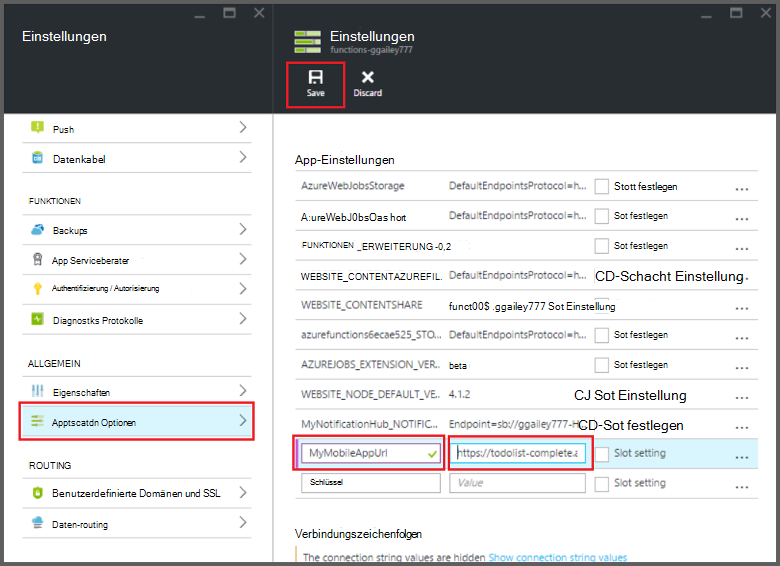 Einstellungen
Einstellungen
functions-ggailey777
Save
Discard
Push
Datenkabel
FUNKTIONEN
Backups
App Serviceberater
Authentifizierung / Autorisierung
Diagnostks Protokolle
ALLGEMEIN
Eigenschaften
Apptscatdn Optionen
ROUTING
Benutzerdefinierte Domänen und SSL
Daten-routing
App-Einstellungen
AzureWebJobsStorage DefaultEndpointsProtocol=h... Stott festlegen ...
A:ureWebJ0bsOas hort DefaultEndpointsProtocol=h... Sot festlegen ...
FUNKTIONEN _ERWEITERUNG -0,2 Sot festlegen ...
WEBSITE_CONTENTAZUREFIL. DefaultEndpointsProtocol=h CD-Schacht Einstellung ...
WEBSITE_CONTENTSHARE funct00$ .ggailey777 Sot Einstellung ...
azurefunctions6ecae525_STO... DefaultEndpointsProtocol=h... Sot festlegen ...
AZUREJOBS_EXTENSION_VER.. beta Sot festlegen ...
WEBSITE_NODE_DEFAULT_VE.. 4.1.2 CJ Sot Einstellung ...
MyNotificationHub_NOTIFIC... Endpoint=sb://ggailey777-H CD-Sot festlegen ...
MyMobileAppUrl https://todolist-complete.a Slot setting ...
Schlüssel Value Slot setting ...
Verbindungszeichenfolgen
The connection string values are hidden Show connection string values